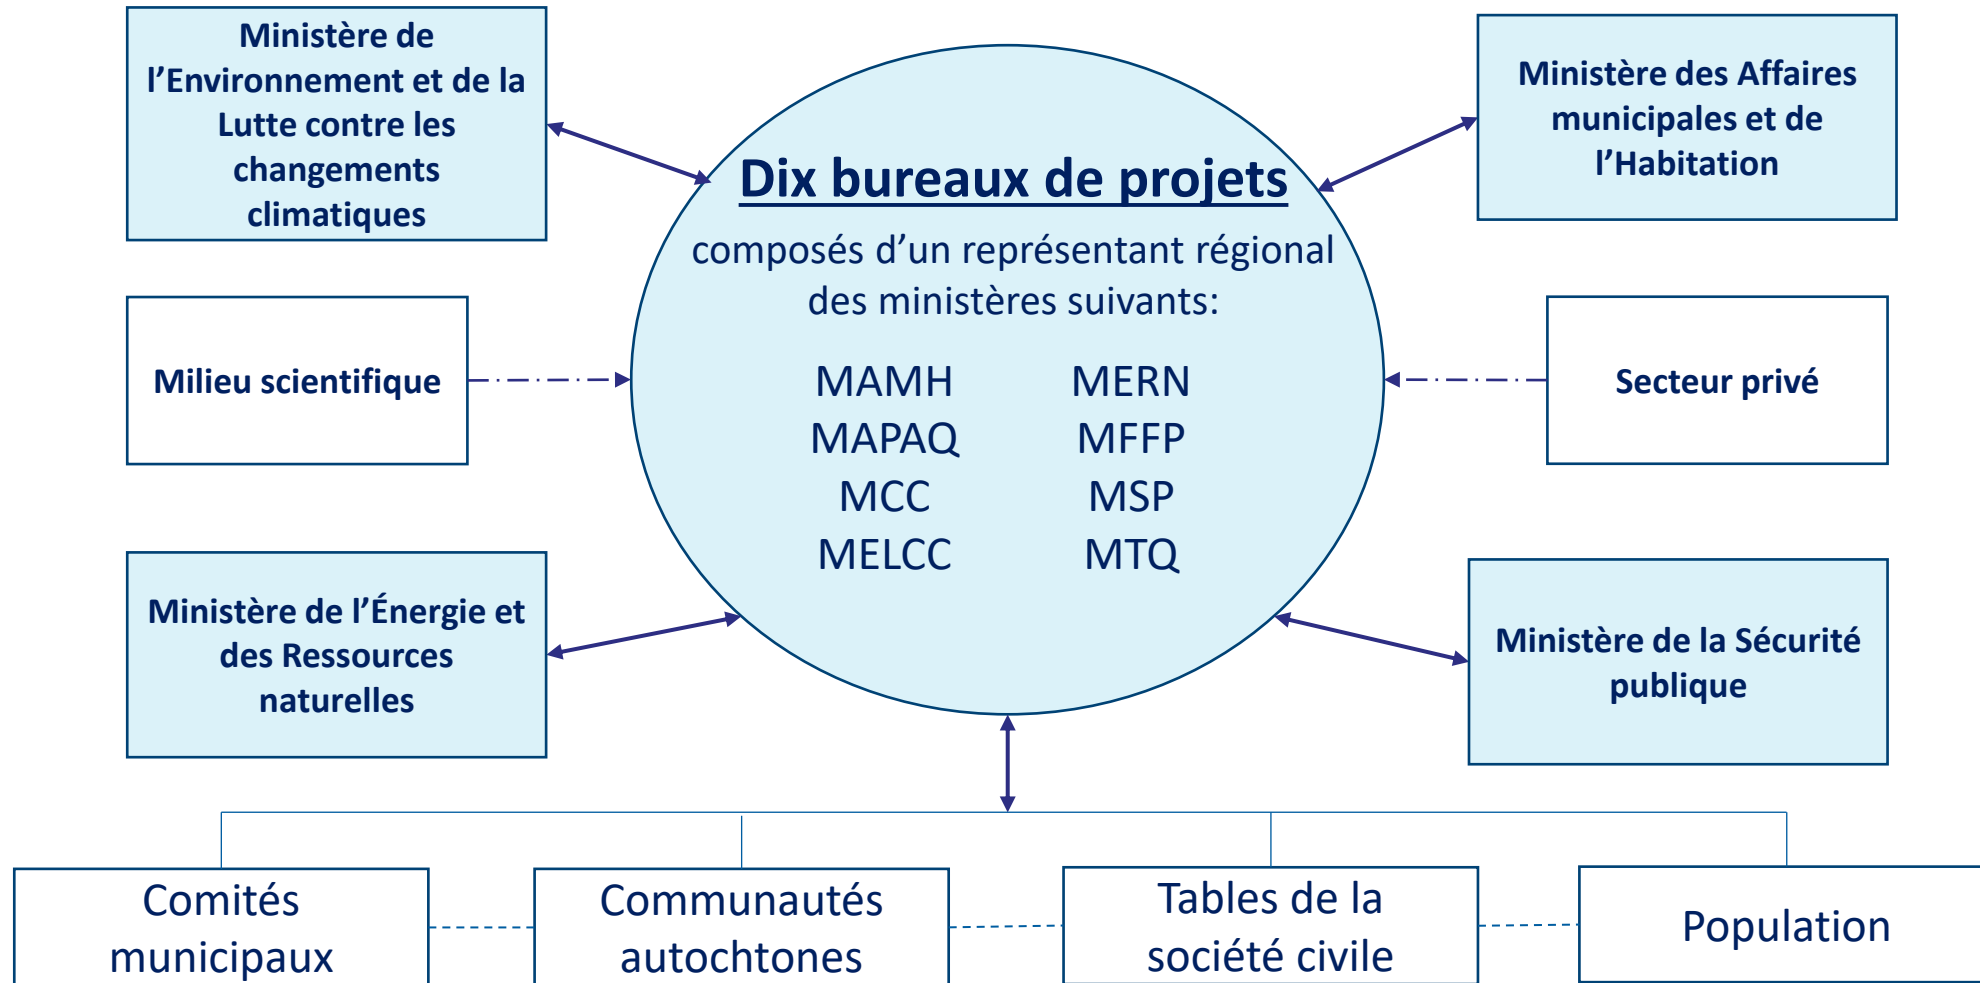 Ministère de
l’Environnement et de la
Lutte contre les
changements
climatiques
Ministère des Affaires
municipales et de
l’Habitation
Dix bureaux de projets
composés d’un représentant régional
des ministères suivants:
MAMH MERN
MAPAQ MFFP
MCC MSP
MELCC MTQ
Milieu scientifique
Secteur privé
Ministère de l’Énergie et
des Ressources
naturelles
Ministère de la Sécurité
publique
Comités
municipaux
Communautés
autochtones
Tables de la
société civile
Population